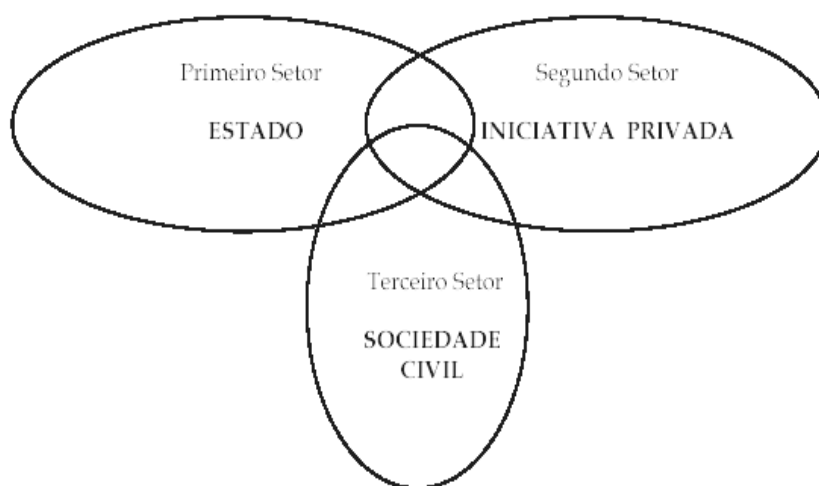 Primeiro Setor
ESTADO
Segundo Setor
INICIATIVA PRIVADA
Terceiro Setor
SOCIEDADE
CIVIL